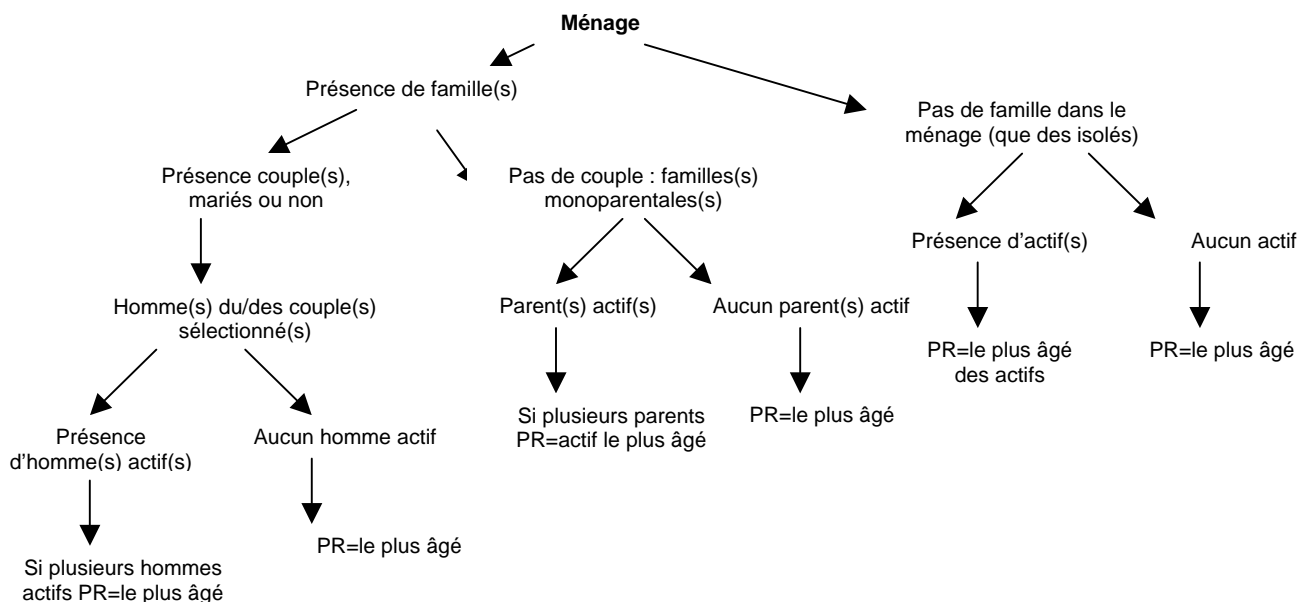 Ménage
Présence de famille(s)
Pas de famille dans le
ménage (que des isolés)
Présence couple(s),
mariés ou non
Pas de couple : familles(s)
monoparentales(s)
Présence d'actif(s)
Aucun actif
Homme(s) du/des couple(s)
sélectionné(s)
Parent(s) actif(s)
Aucun parent(s) actif
PR=le plus âgé
des actifs
PR=le plus âgé
Présence
d'homme(s) actif(s)
Aucun homme actif
Si plusieurs parents
PR=actif le plus âgé
PR=le plus âgé
Si plusieurs hommes
actifs PR=le plus âgé
PR=le plus âgé